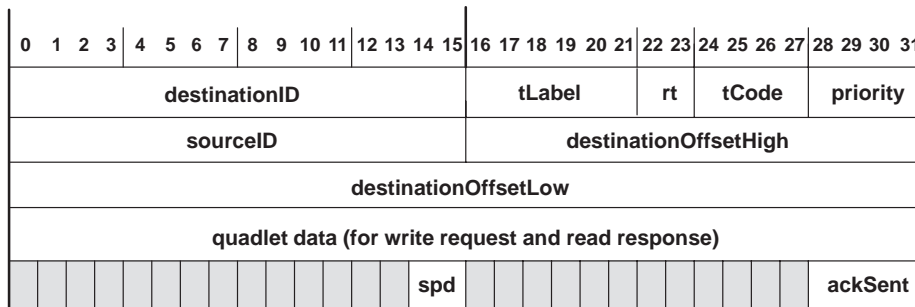 0 1 2 3 4 5 6 7 8 9 10 11 12 13 14 15 16 17 18 19 20 21 22 23 24 25 26 27 28 29 30 31
destinationID tLabel rt tCode priority
sourceID destinationOffsetHigh
destinationOffsetLow
quadlet data (for write request and read response)
spd ackSent